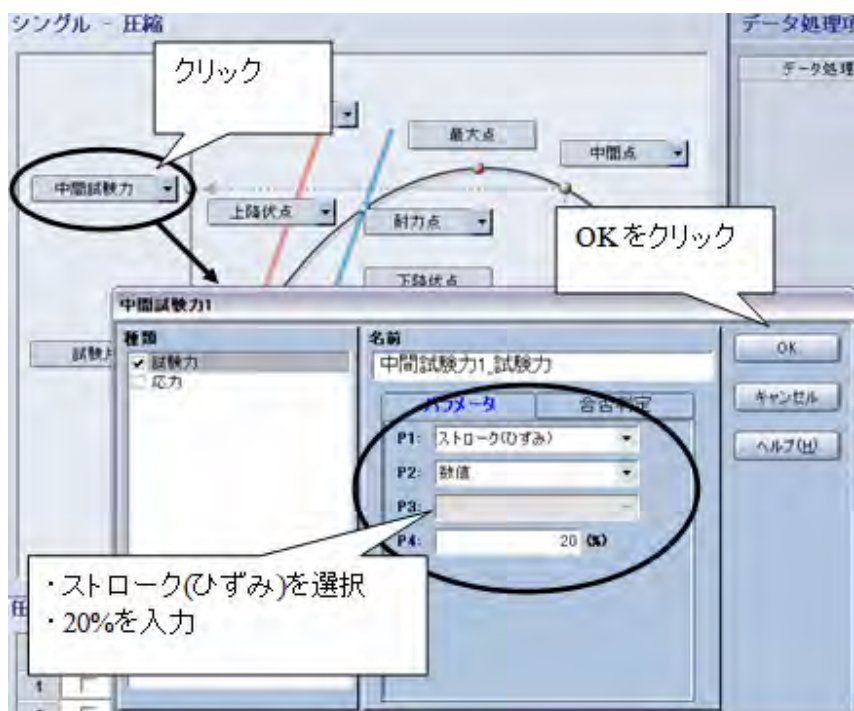 シングル - 圧縮
データ処理項
クリック
データ処理
最大点
中間点
中間試験力
上降伏点
耐力点
OKをクリック
下降伏点
中間試験力1
種類
名前
試験力
中間試験力1_試験力
OK
応力
パラメータ
合否判定
キャンセル
P1: ストローク(ひずみ)
ヘルプ(H)
P2: 数値
P3:
P4: 20 (%)
試験片
・ストローク(ひずみ)を選択
・20%を入力
1